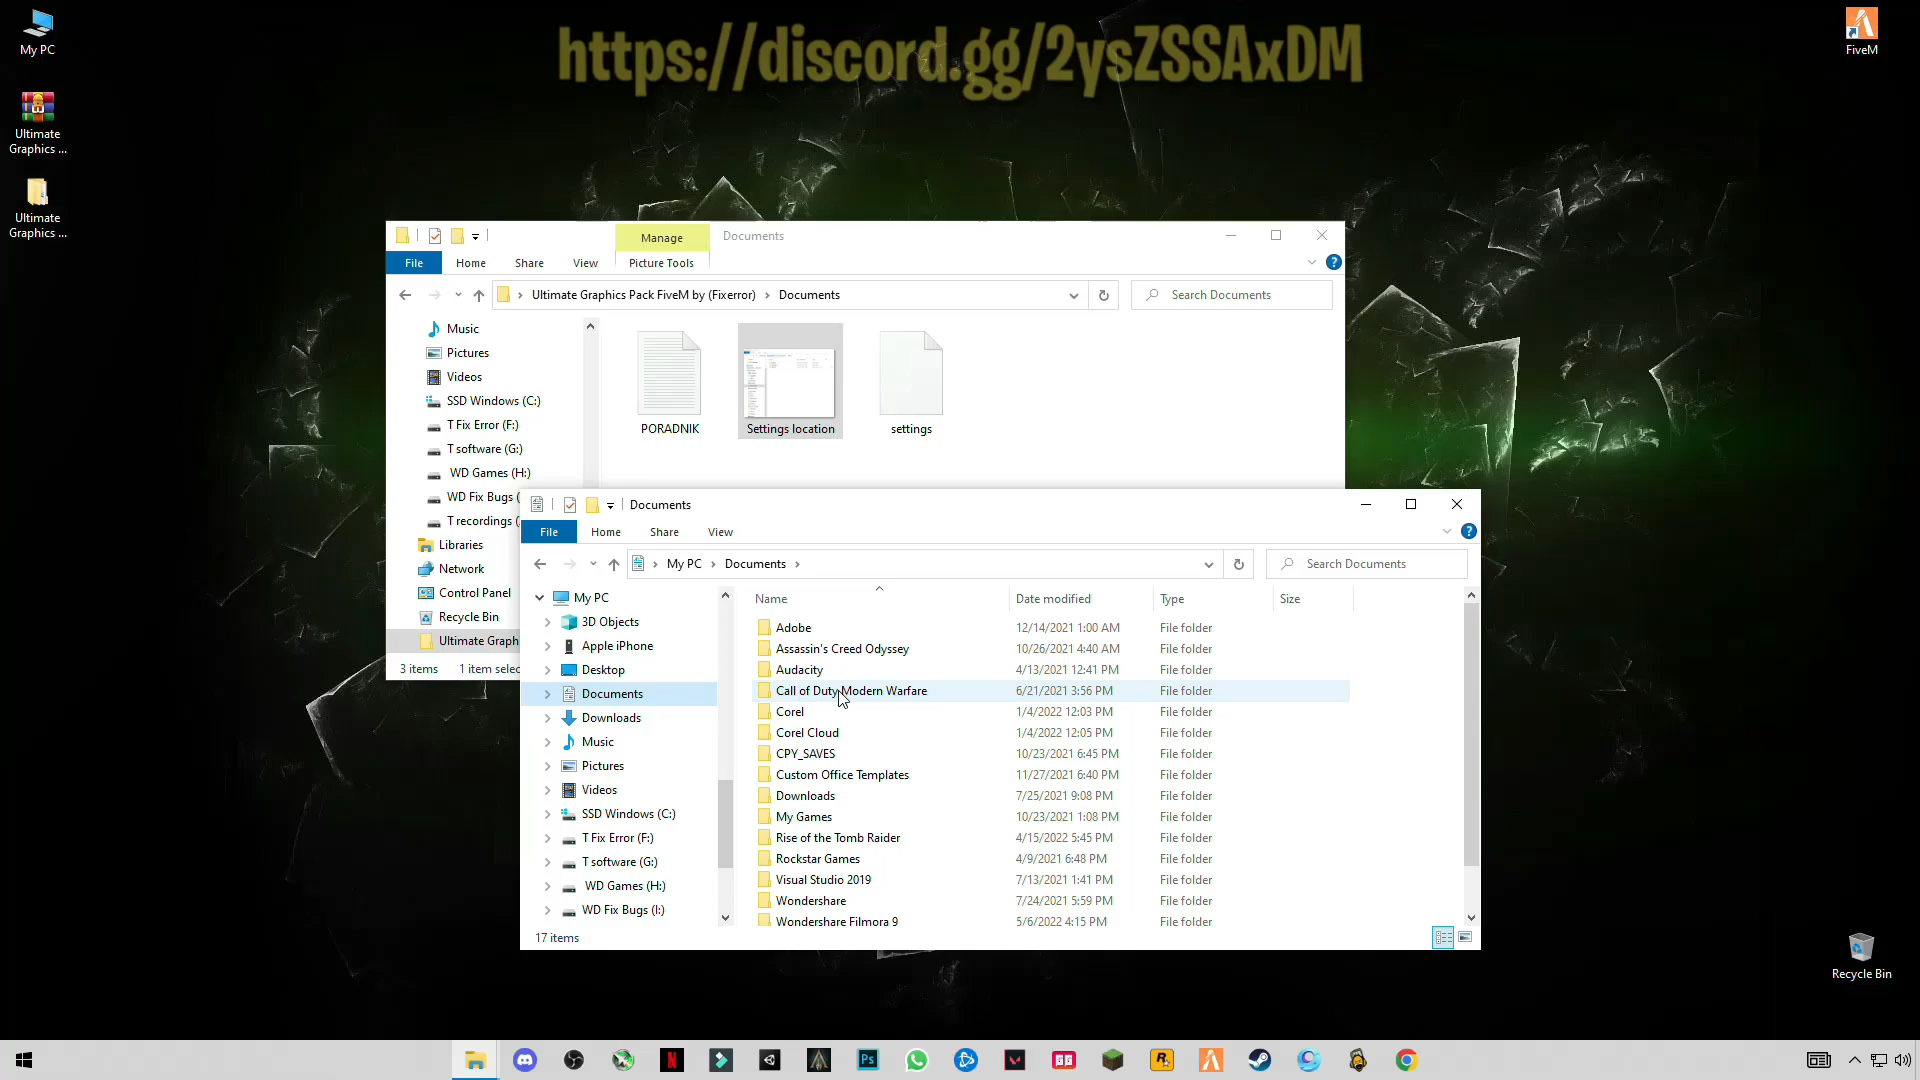 https://discord.gg/2ysZSSAxDM
My PC
FiveM
Ultimate
Graphics ...
Ultimate
Graphics ...
Manage
Documents
File
Home
Share
View
Picture Tools
Ultimate Graphics Pack FiveM by (Fixerror)
Documents
Search Documents
Music
Pictures
Videos
SSD Windows (C:)
T Fix Error (F:)
T software (G:)
WD Games (H:)
WD Fix Bugs (
T recordings (
Libraries
Network
Control Panel
Recycle Bin
Ultimate Graph
PORADNIK
Settings location
settings
3 items
1 item selec
Documents
File
Home
Share
View
My PC
Documents
Search Documents
My PC
3D Objects
Apple iPhone
Desktop
Documents
Downloads
Music
Pictures
Videos
SSD Windows (C:)
T Fix Error (F:)
T software (G:)
WD Games (H:)
WD Fix Bugs (I:)
Name Date modified Type Size
Adobe 12/14/2021 1:00 AM File folder
Assassin's Creed Odyssey 10/26/2021 4:40 AM File folder
Audacity 4/13/2021 12:41 PM File folder
Call of Duty Modern Warfare 6/21/2021 3:56 PM File folder
Corel 1/4/2022 12:03 PM File folder
Corel Cloud 1/4/2022 12:05 PM File folder
CPY_SAVES 10/23/2021 6:45 PM File folder
Custom Office Templates 11/27/2021 6:40 PM File folder
Downloads 7/25/2021 9:08 PM File folder
My Games 10/23/2021 1:08 PM File folder
Rise of the Tomb Raider 4/15/2022 5:45 PM File folder
Rockstar Games 4/9/2021 6:48 PM File folder
Visual Studio 2019 7/13/2021 1:41 PM File folder
Wondershare 7/24/2021 5:59 PM File folder
Wondershare Filmora 9 5/6/2022 4:15 PM File folder
17 items
Recycle Bin